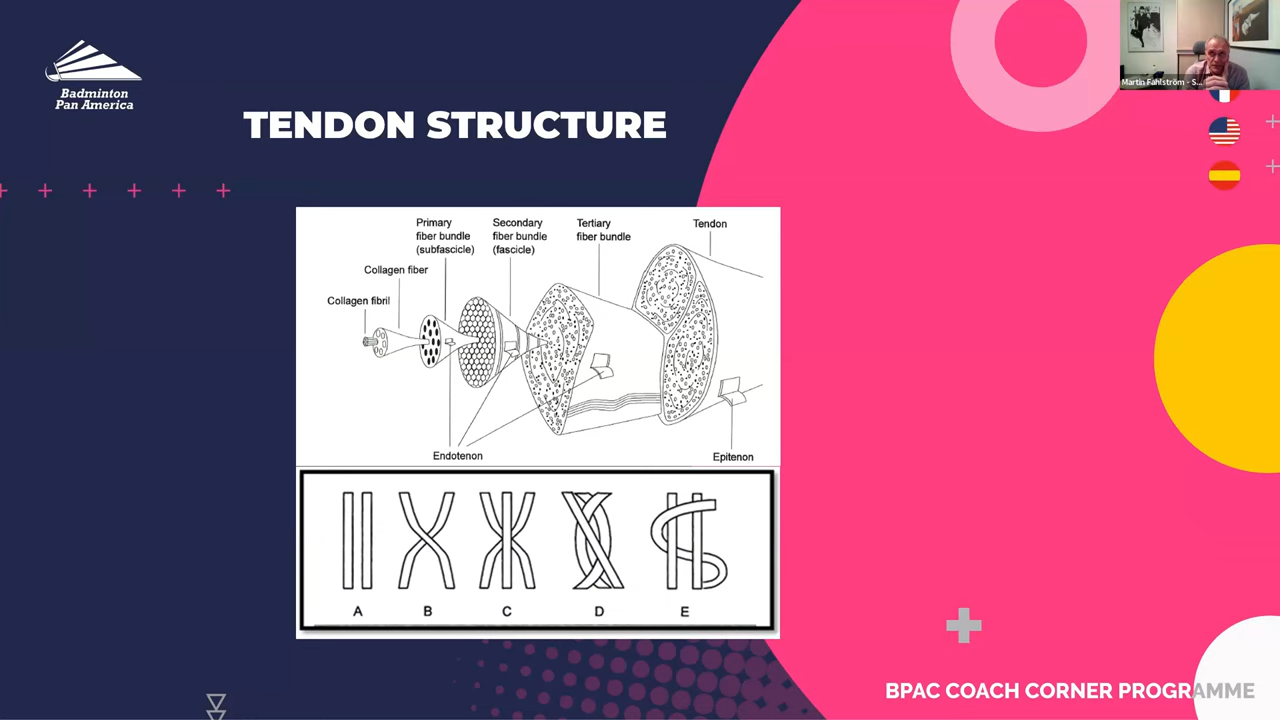 Badminton
Pan America
TENDON STRUCTURE
Martin Fahlström - S...
Primary
fiber bundle
(subfascicle)
Secondary
fiber bundle
(fascicle)
Tertiary
fiber bundle
Tendon
Collagen fiber
Collagen fibril
Endotenon
Epitenon
A B C D E
BPAC COACH CORNER PROGRAMME